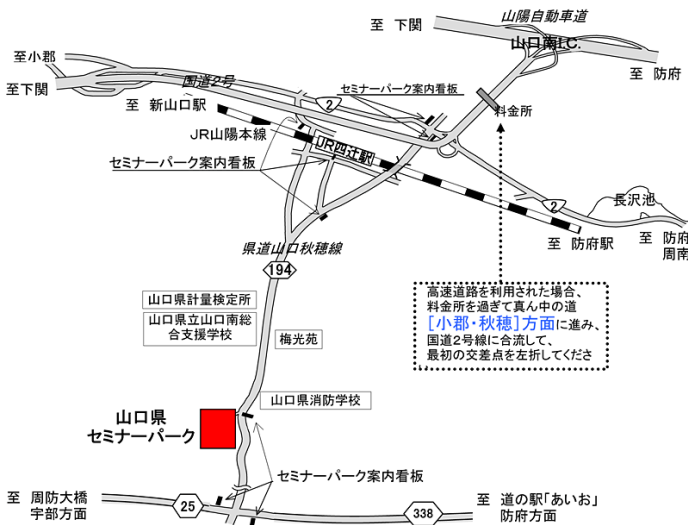 山陽自動車道
至 下関
山口南I.C.
至小郡
国道2号
至 防府
至下関
セミナーパーク案内看板
至 新山口駅
2
料金所
JR山陽本線
JR四辻駅
セミナーパーク案内看板
長沢池
2
至 防府駅
至 防府
周南
県道山口秋穂線
194
高速道路を利用された場合、
料金所を過ぎて真ん中の道
[小郡・秋穂]方面に進み、
国道2号線に合流して、
最初の交差点を左折してくださ
山口県計量検定所
山口県立山口南総
合支援学校
梅光苑
山口県消防学校
山口県
セミナーパーク
セミナーパーク案内看板
至 周防大橋
宇部方面
25
338
至 道の駅「あいお」
防府方面